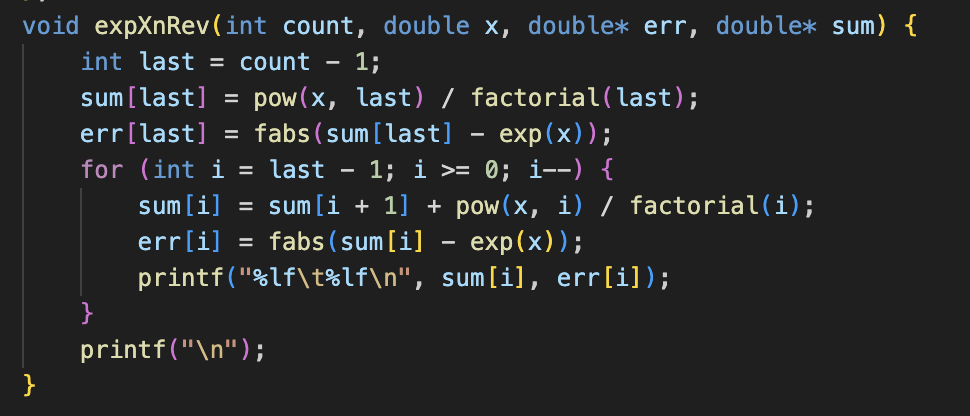 void expXnRev(int count, double x, double* err, double* sum) {
    int last = count - 1;
    sum[last] = pow(x, last) / factorial(last);
    err[last] = fabs(sum[last] - exp(x));
    for (int i = last - 1; i >= 0; i--) {
        sum[i] = sum[i + 1] + pow(x, i) / factorial(i);
        err[i] = fabs(sum[i] - exp(x));
        printf("%lf\t%lf\n", sum[i], err[i]);
    }
    printf("\n");
}